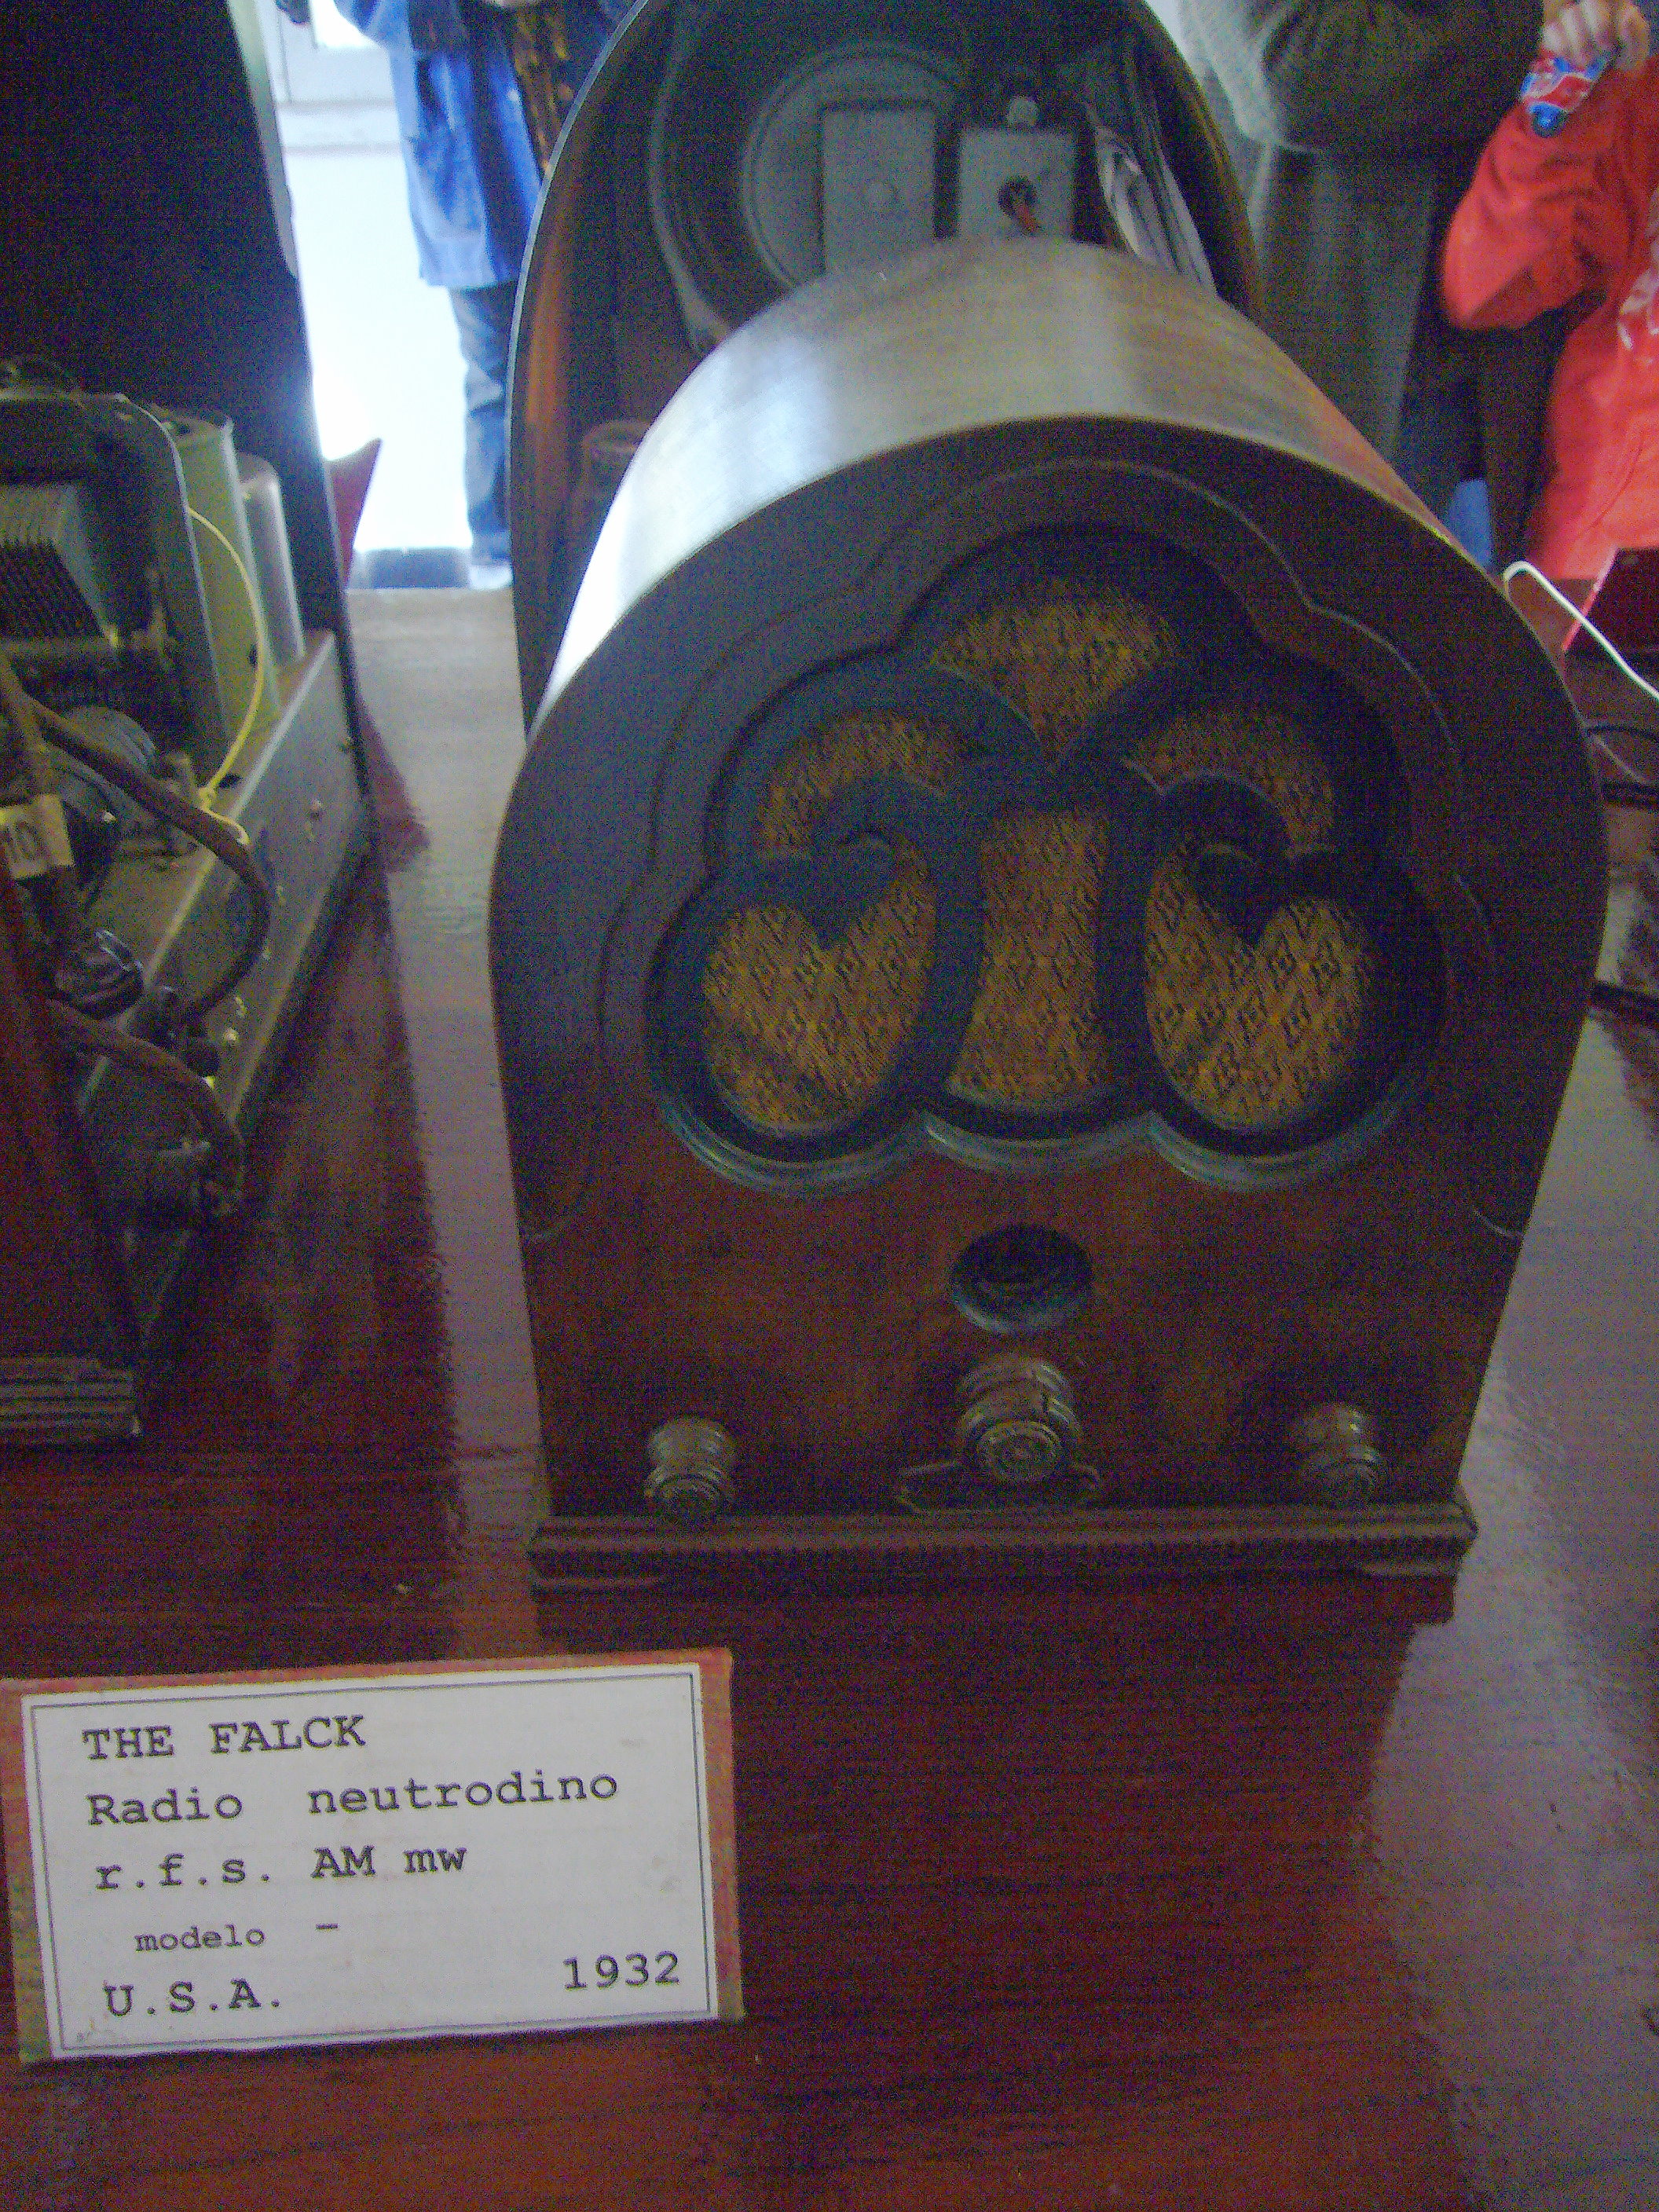 THE FALCK
Radio neutrodino
r.f.s. AM mw
modelo -
U.S.A. 1932